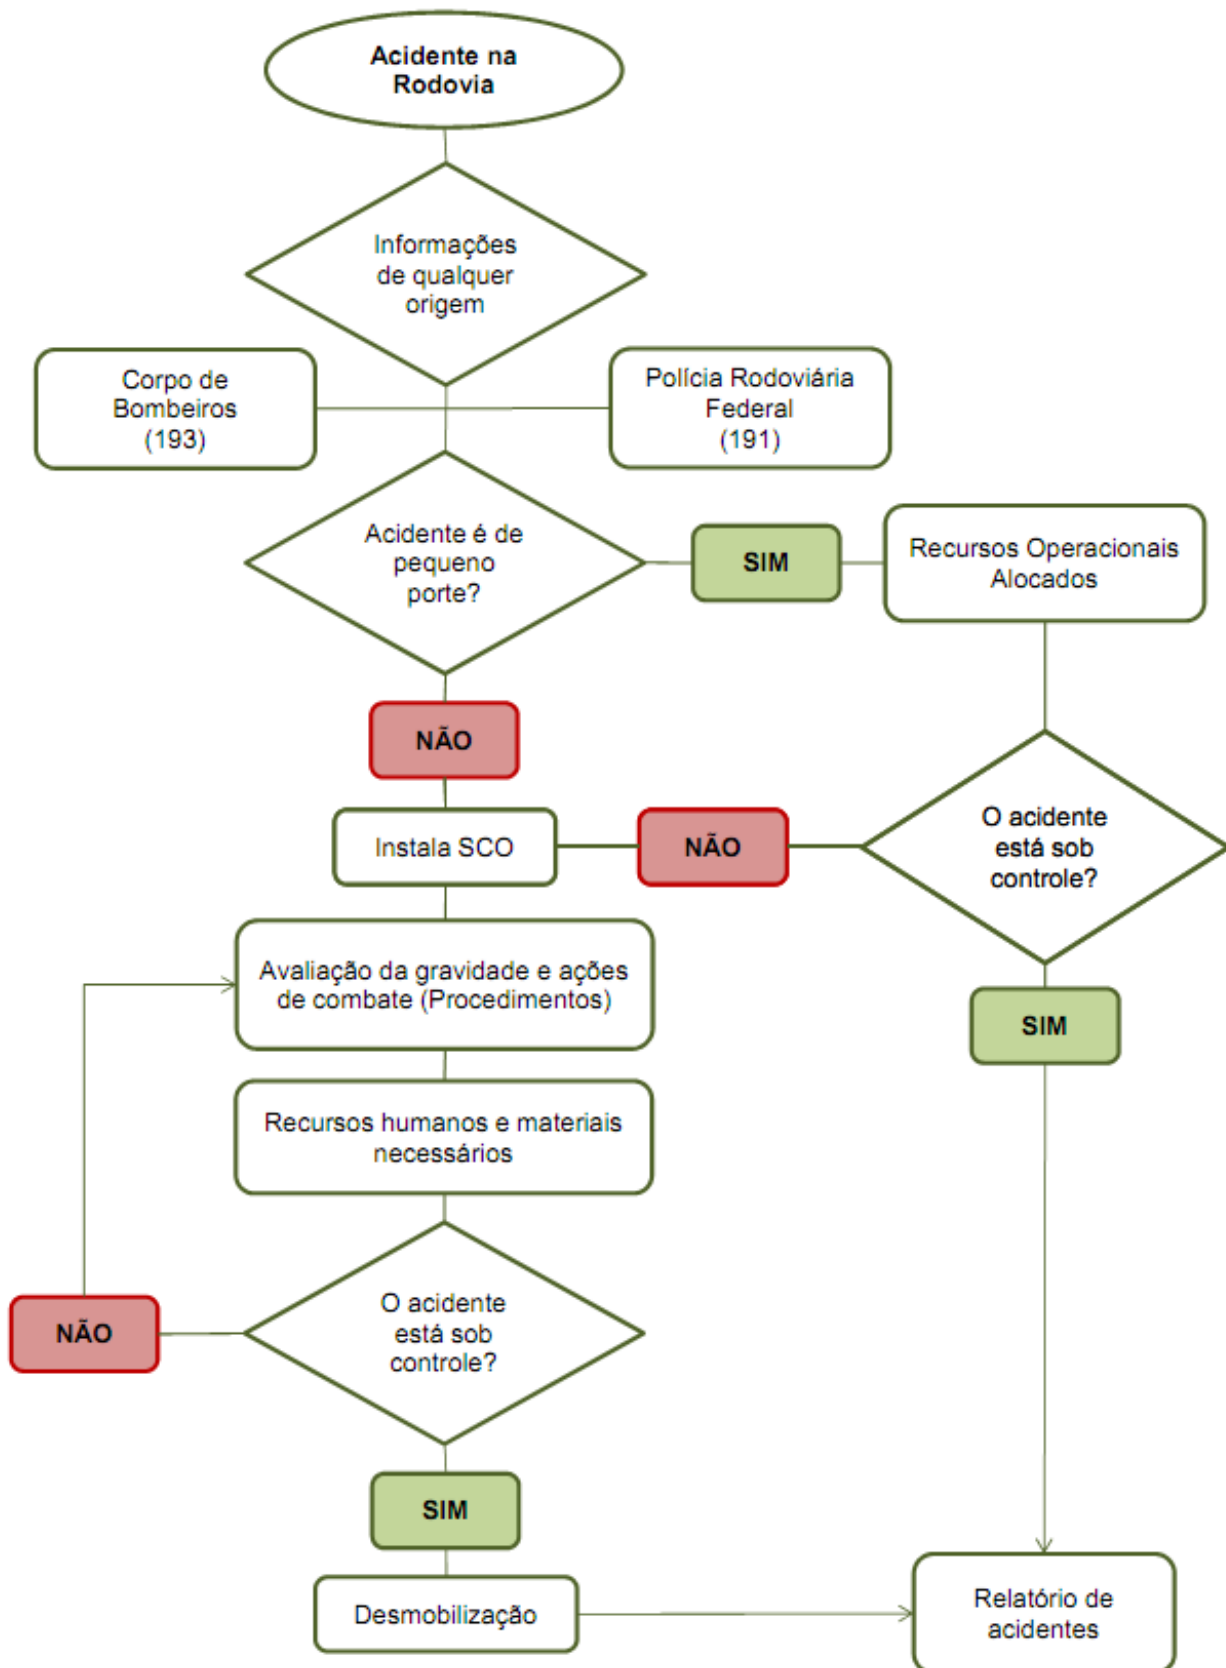 Acidente na
Rodovia
Informações
de qualquer
origem
Corpo de
Bombeiros
(193)
Polícia Rodoviária
Federal
(191)
Acidente é de
pequeno
porte?
SIM
Recursos Operacionais
Alocados
NÃO
Instala SCO
NÃO
O acidente
está sob
controle?
Avaliação da gravidade e ações
de combate (Procedimentos)
SIM
Recursos humanos e materiais
necessários
O acidente
está sob
controle?
NÃO
SIM
Desmobilização
Relatório de
acidentes